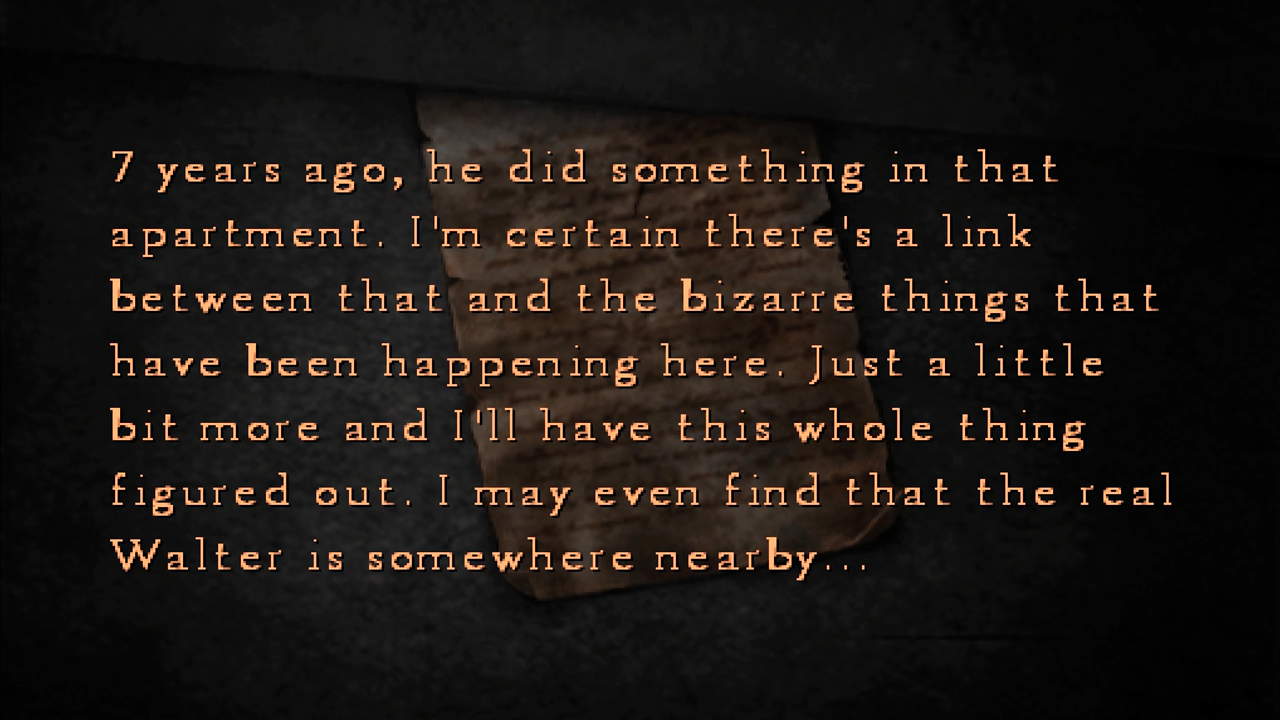 7 years ago, he did something in that
apartment. I'm certain there's a link
between that and the bizarre things that
have been happening here. Just a little
bit more and I'll have this whole thing
figured out. I may even find that the real
Walter is somewhere nearby...